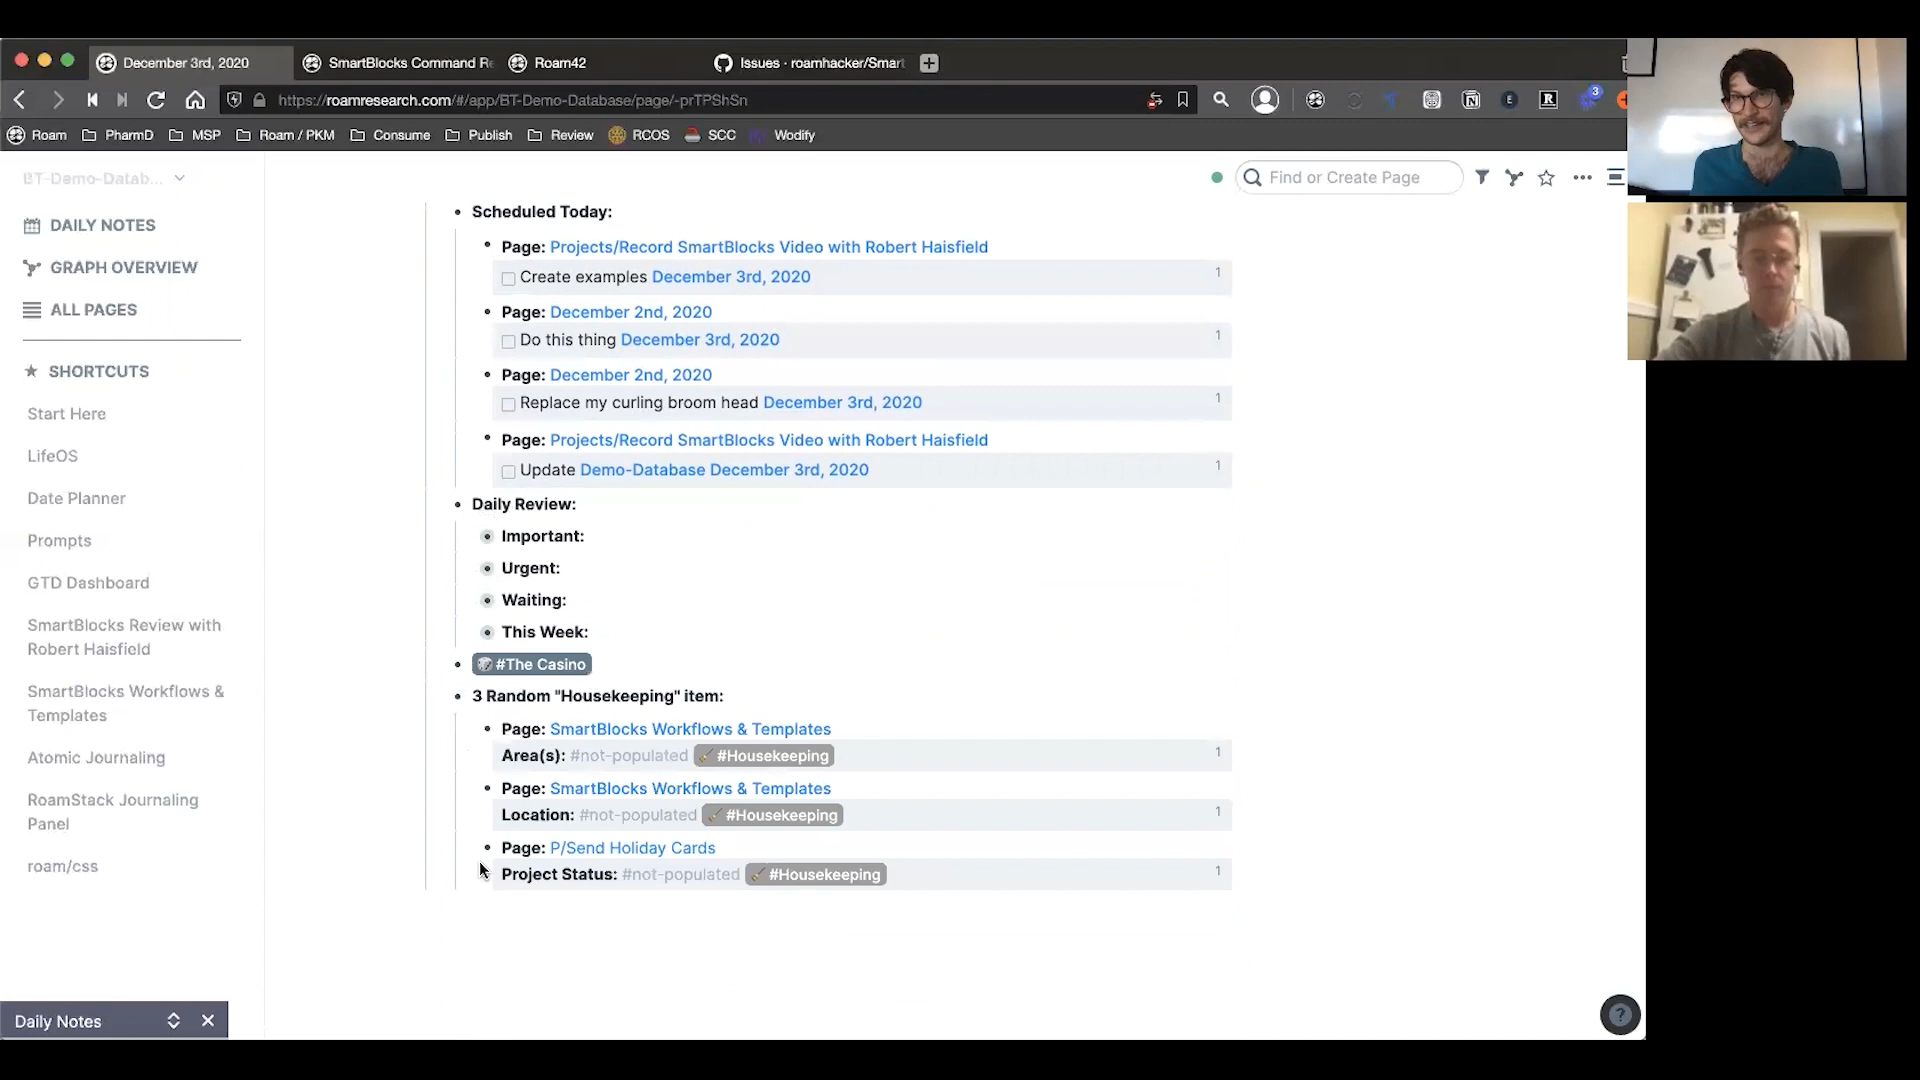 December 3rd, 2020
SmartBlocks Command Re
Roam42
Issues · roamhacker/Smart
https://roamresearch.com/#/app/BT-Demo-Database/page/-prTPShSn
3
Roam
PharmD
MSP
Roam / PKM
Consume
Publish
Review
RCOS
SCC
Wodify
BT-Demo-Datab...
Find or Create Page
DAILY NOTES
GRAPH OVERVIEW
ALL PAGES
SHORTCUTS
Start Here
LifeOS
Date Planner
Prompts
GTD Dashboard
SmartBlocks Review with
Robert Haisfield
SmartBlocks Workflows &
Templates
Atomic Journaling
RoamStack Journaling
Panel
roam/css
Daily Notes
Scheduled Today:
Page: Projects/Record SmartBlocks Video with Robert Haisfield
Create examples December 3rd, 2020 1
Page: December 2nd, 2020
Do this thing December 3rd, 2020 1
Page: December 2nd, 2020
Replace my curling broom head December 3rd, 2020 1
Page: Projects/Record SmartBlocks Video with Robert Haisfield
Update Demo-Database December 3rd, 2020 1
Daily Review:
Important:
Urgent:
Waiting:
This Week:
#The Casino
3 Random "Housekeeping" item:
Page: SmartBlocks Workflows & Templates
Area(s): #not-populated #Housekeeping 1
Page: SmartBlocks Workflows & Templates
Location: #not-populated #Housekeeping 1
Page: P/Send Holiday Cards
Project Status: #not-populated #Housekeeping 1
?